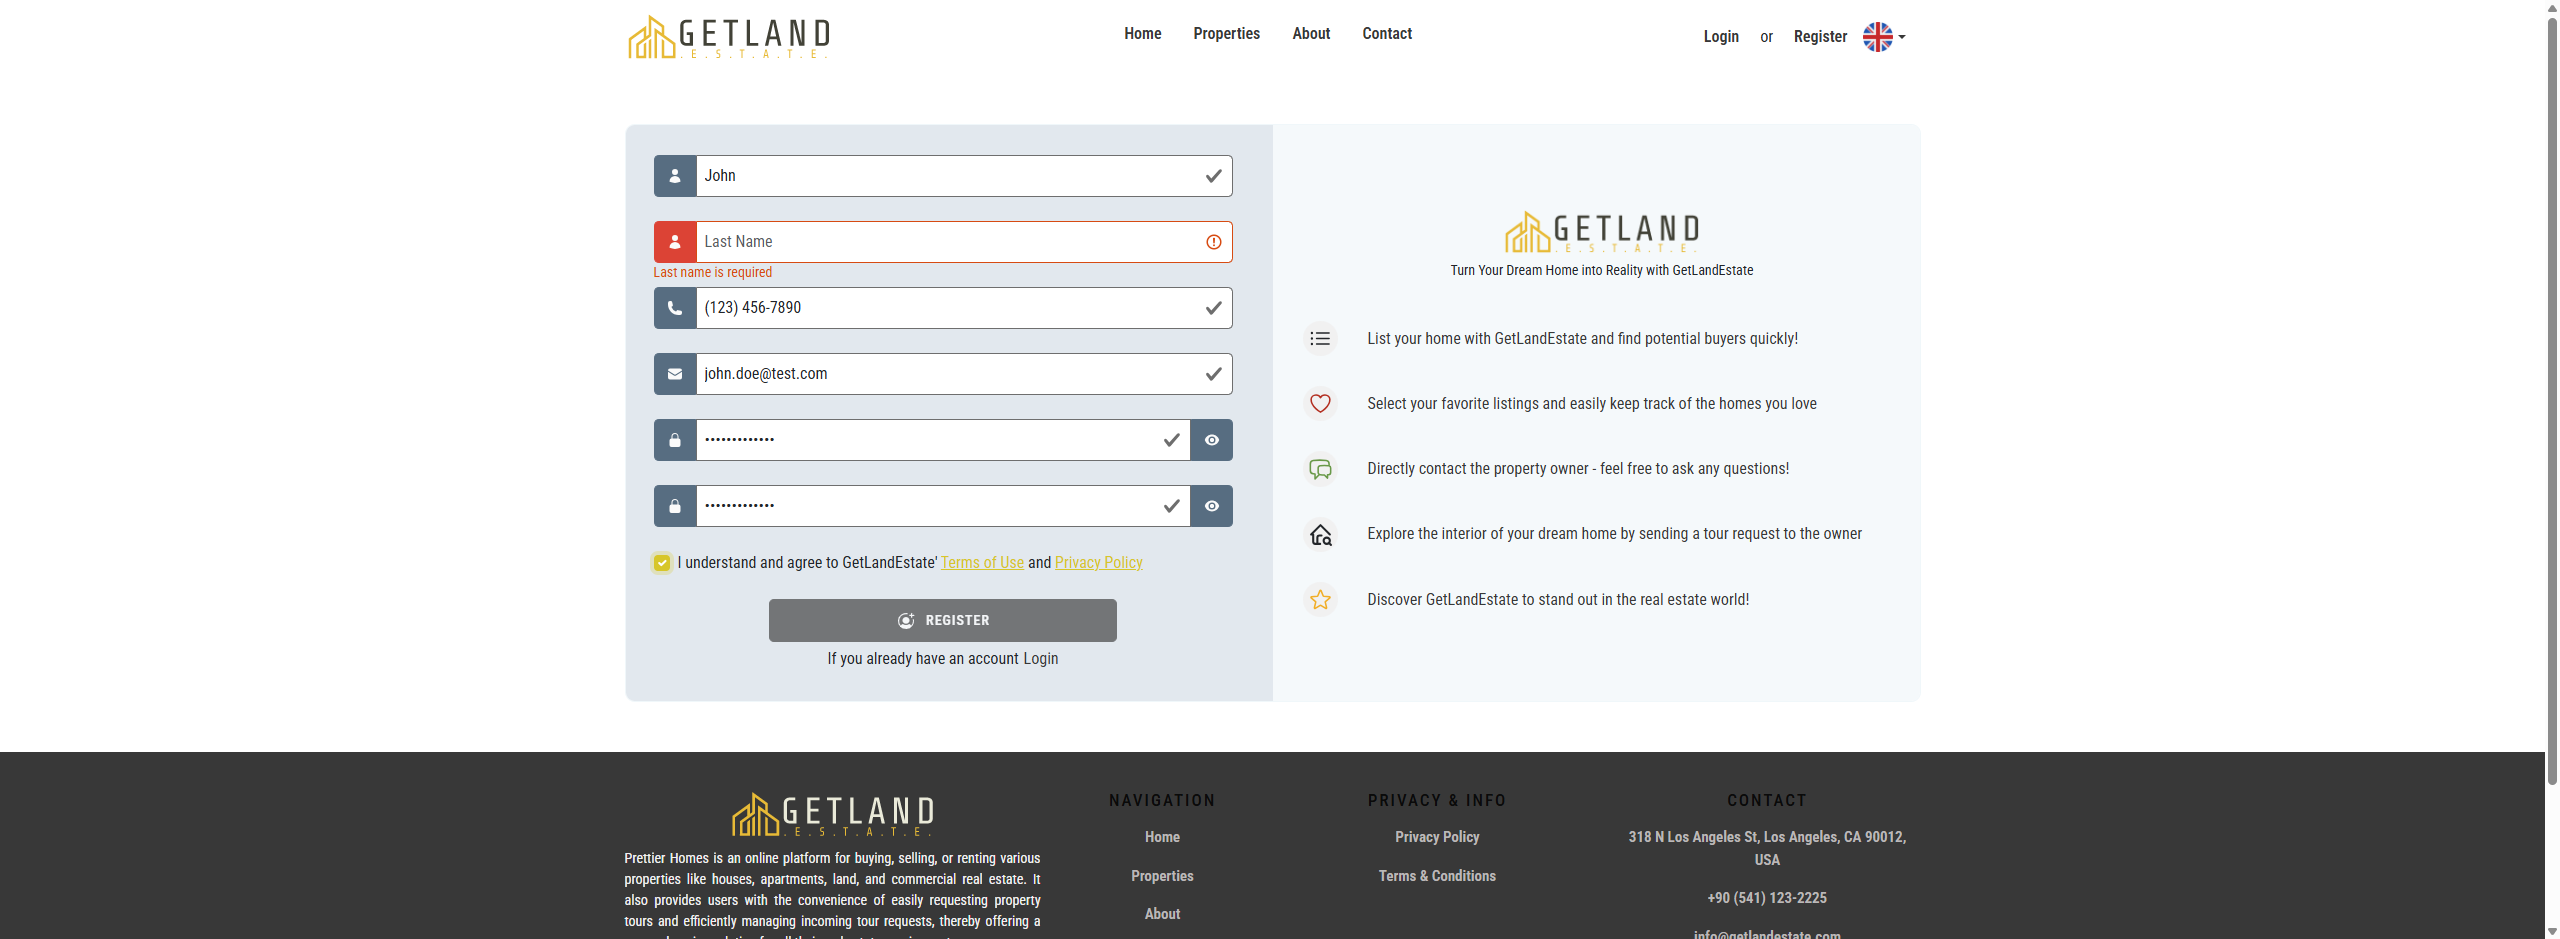 GETLAND
.E.S.T.A.T.E.
Home
Properties
About
Contact
Login
or
Register
John
Last Name
Last name is required
(123) 456-7890
john.doe@test.com
•••••••••••••
•••••••••••••
I understand and agree to GetLandEstate' Terms of Use and Privacy Policy
REGISTER
If you already have an account Login
GETLAND
.E.S.T.A.T.E.
Turn Your Dream Home into Reality with GetLandEstate
List your home with GetLandEstate and find potential buyers quickly!
Select your favorite listings and easily keep track of the homes you love
Directly contact the property owner - feel free to ask any questions!
Explore the interior of your dream home by sending a tour request to the owner
Discover GetLandEstate to stand out in the real estate world!
GETLAND
.E.S.T.A.T.E.
Prettier Homes is an online platform for buying, selling, or renting various
properties like houses, apartments, land, and commercial real estate. It
also provides users with the convenience of easily requesting property
tours and efficiently managing incoming tour requests, thereby offering a
NAVIGATION
Home
Properties
About
PRIVACY & INFO
Privacy Policy
Terms & Conditions
CONTACT
318 N Los Angeles St, Los Angeles, CA 90012,
USA
+90 (541) 123-2225
info@getlandestate.com